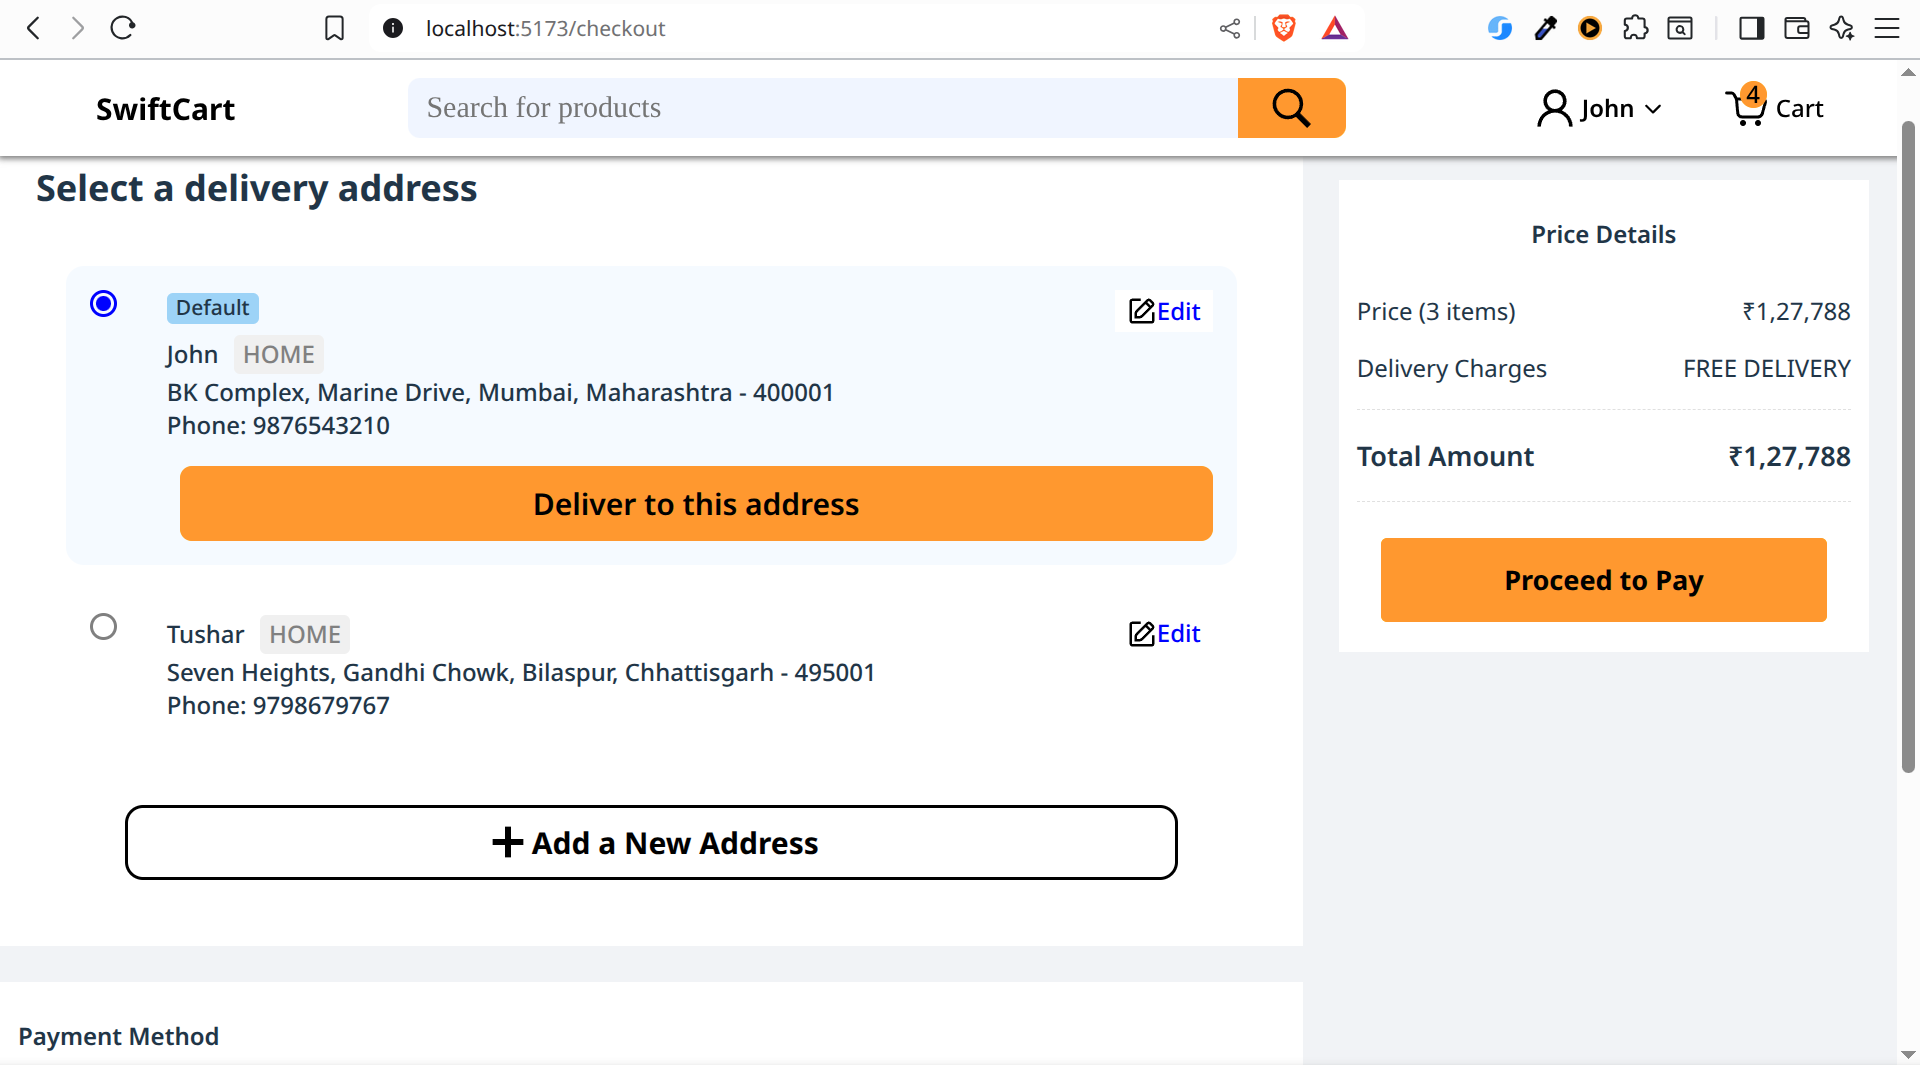 localhost:5173/checkout
SwiftCart
Search for products
John
4
Cart
Select a delivery address
Default
Edit
John HOME
BK Complex, Marine Drive, Mumbai, Maharashtra - 400001
Phone: 9876543210
Deliver to this address
Tushar HOME
Edit
Seven Heights, Gandhi Chowk, Bilaspur, Chhattisgarh - 495001
Phone: 9798679767
Add a New Address
Payment Method
Price Details
Price (3 items) ₹1,27,788
Delivery Charges FREE DELIVERY
Total Amount ₹1,27,788
Proceed to Pay